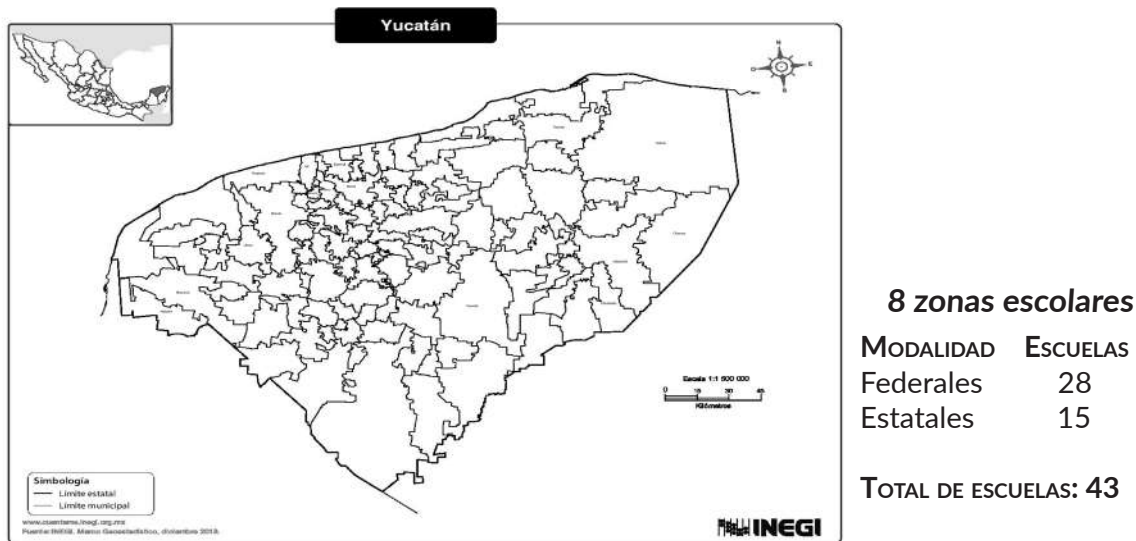 Yucatán
N
O
E
S
Escala 1:1 600 000
0 15 30 45
Kilómetros
Simbología
Límite estatal
Límite municipal
www.cuentame.inegi.org.mx
Fuente: INEGI. Marco Geoestadístico, diciembre 2013.
INEGI
8 zonas escolares
MODALIDAD ESCUELAS
Federales 28
Estatales 15
TOTAL DE ESCUELAS: 43